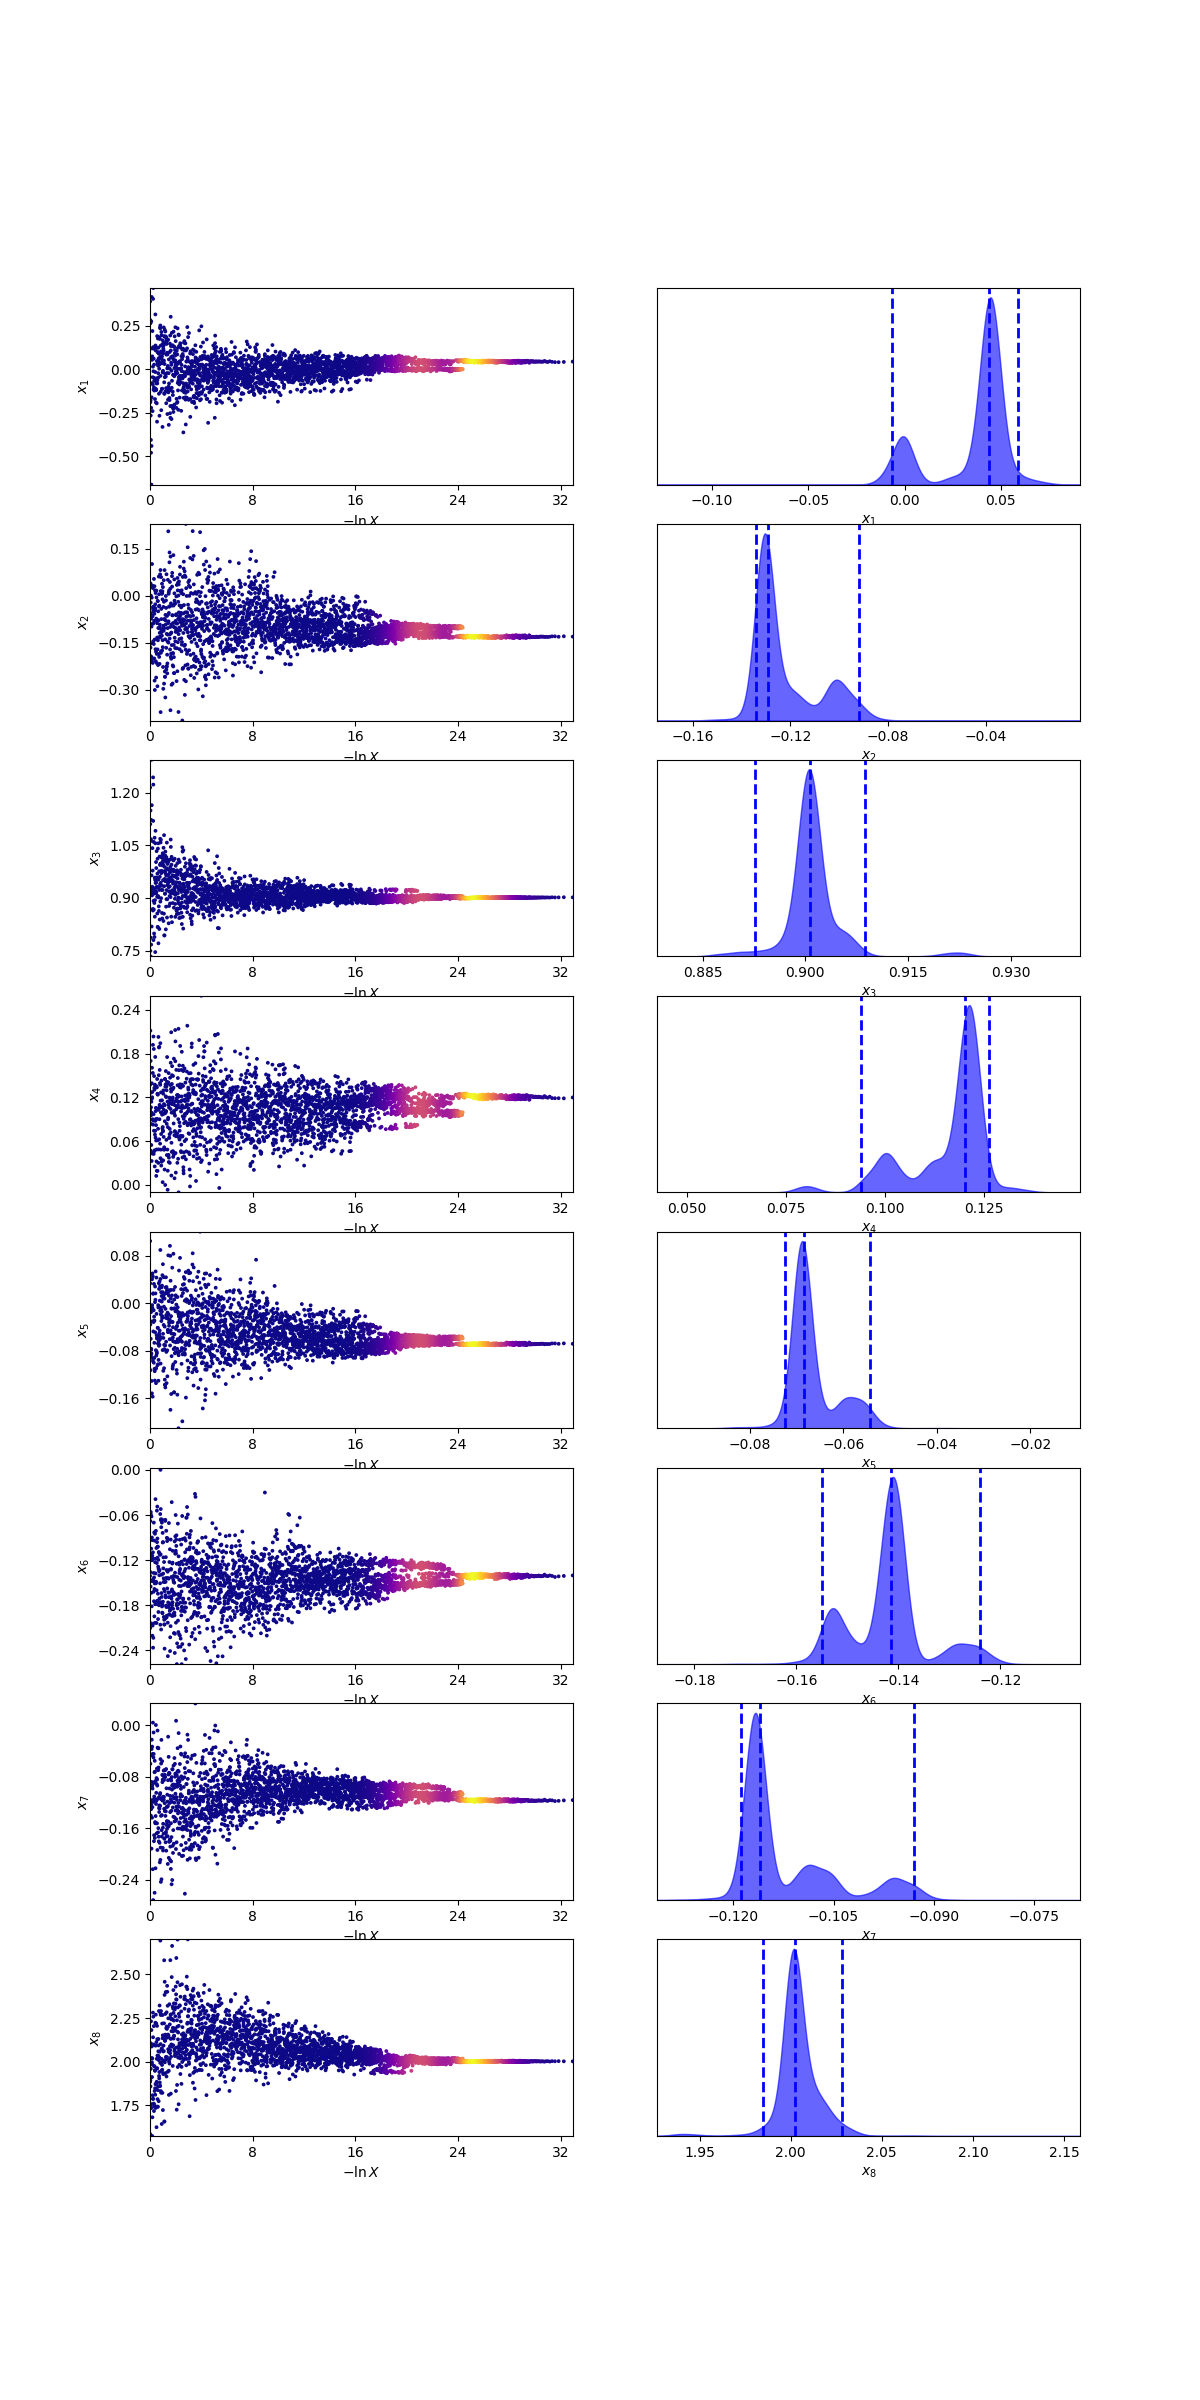 0.25
0.00
−0.25
−0.50
x₁
0 8 16 24 32
−ln X
−0.10 −0.05 0.00 0.05
x₁
0.15
0.00
−0.15
−0.30
x₂
0 8 16 24 32
−ln X
−0.16 −0.12 −0.08 −0.04
x₂
1.20
1.05
0.90
0.75
x₃
0 8 16 24 32
−ln X
0.885 0.900 0.915 0.930
x₃
0.24
0.18
0.12
0.06
0.00
x₄
0 8 16 24 32
−ln X
0.050 0.075 0.100 0.125
x₄
0.08
0.00
−0.08
−0.16
x₅
0 8 16 24 32
−ln X
−0.08 −0.06 −0.04 −0.02
x₅
0.00
−0.06
−0.12
−0.18
−0.24
x₆
0 8 16 24 32
−ln X
−0.18 −0.16 −0.14 −0.12
x₆
0.00
−0.08
−0.16
−0.24
x₇
0 8 16 24 32
−ln X
−0.120 −0.105 −0.090 −0.075
x₇
2.50
2.25
2.00
1.75
x₈
0 8 16 24 32
−ln X
1.95 2.00 2.05 2.10 2.15
x₈